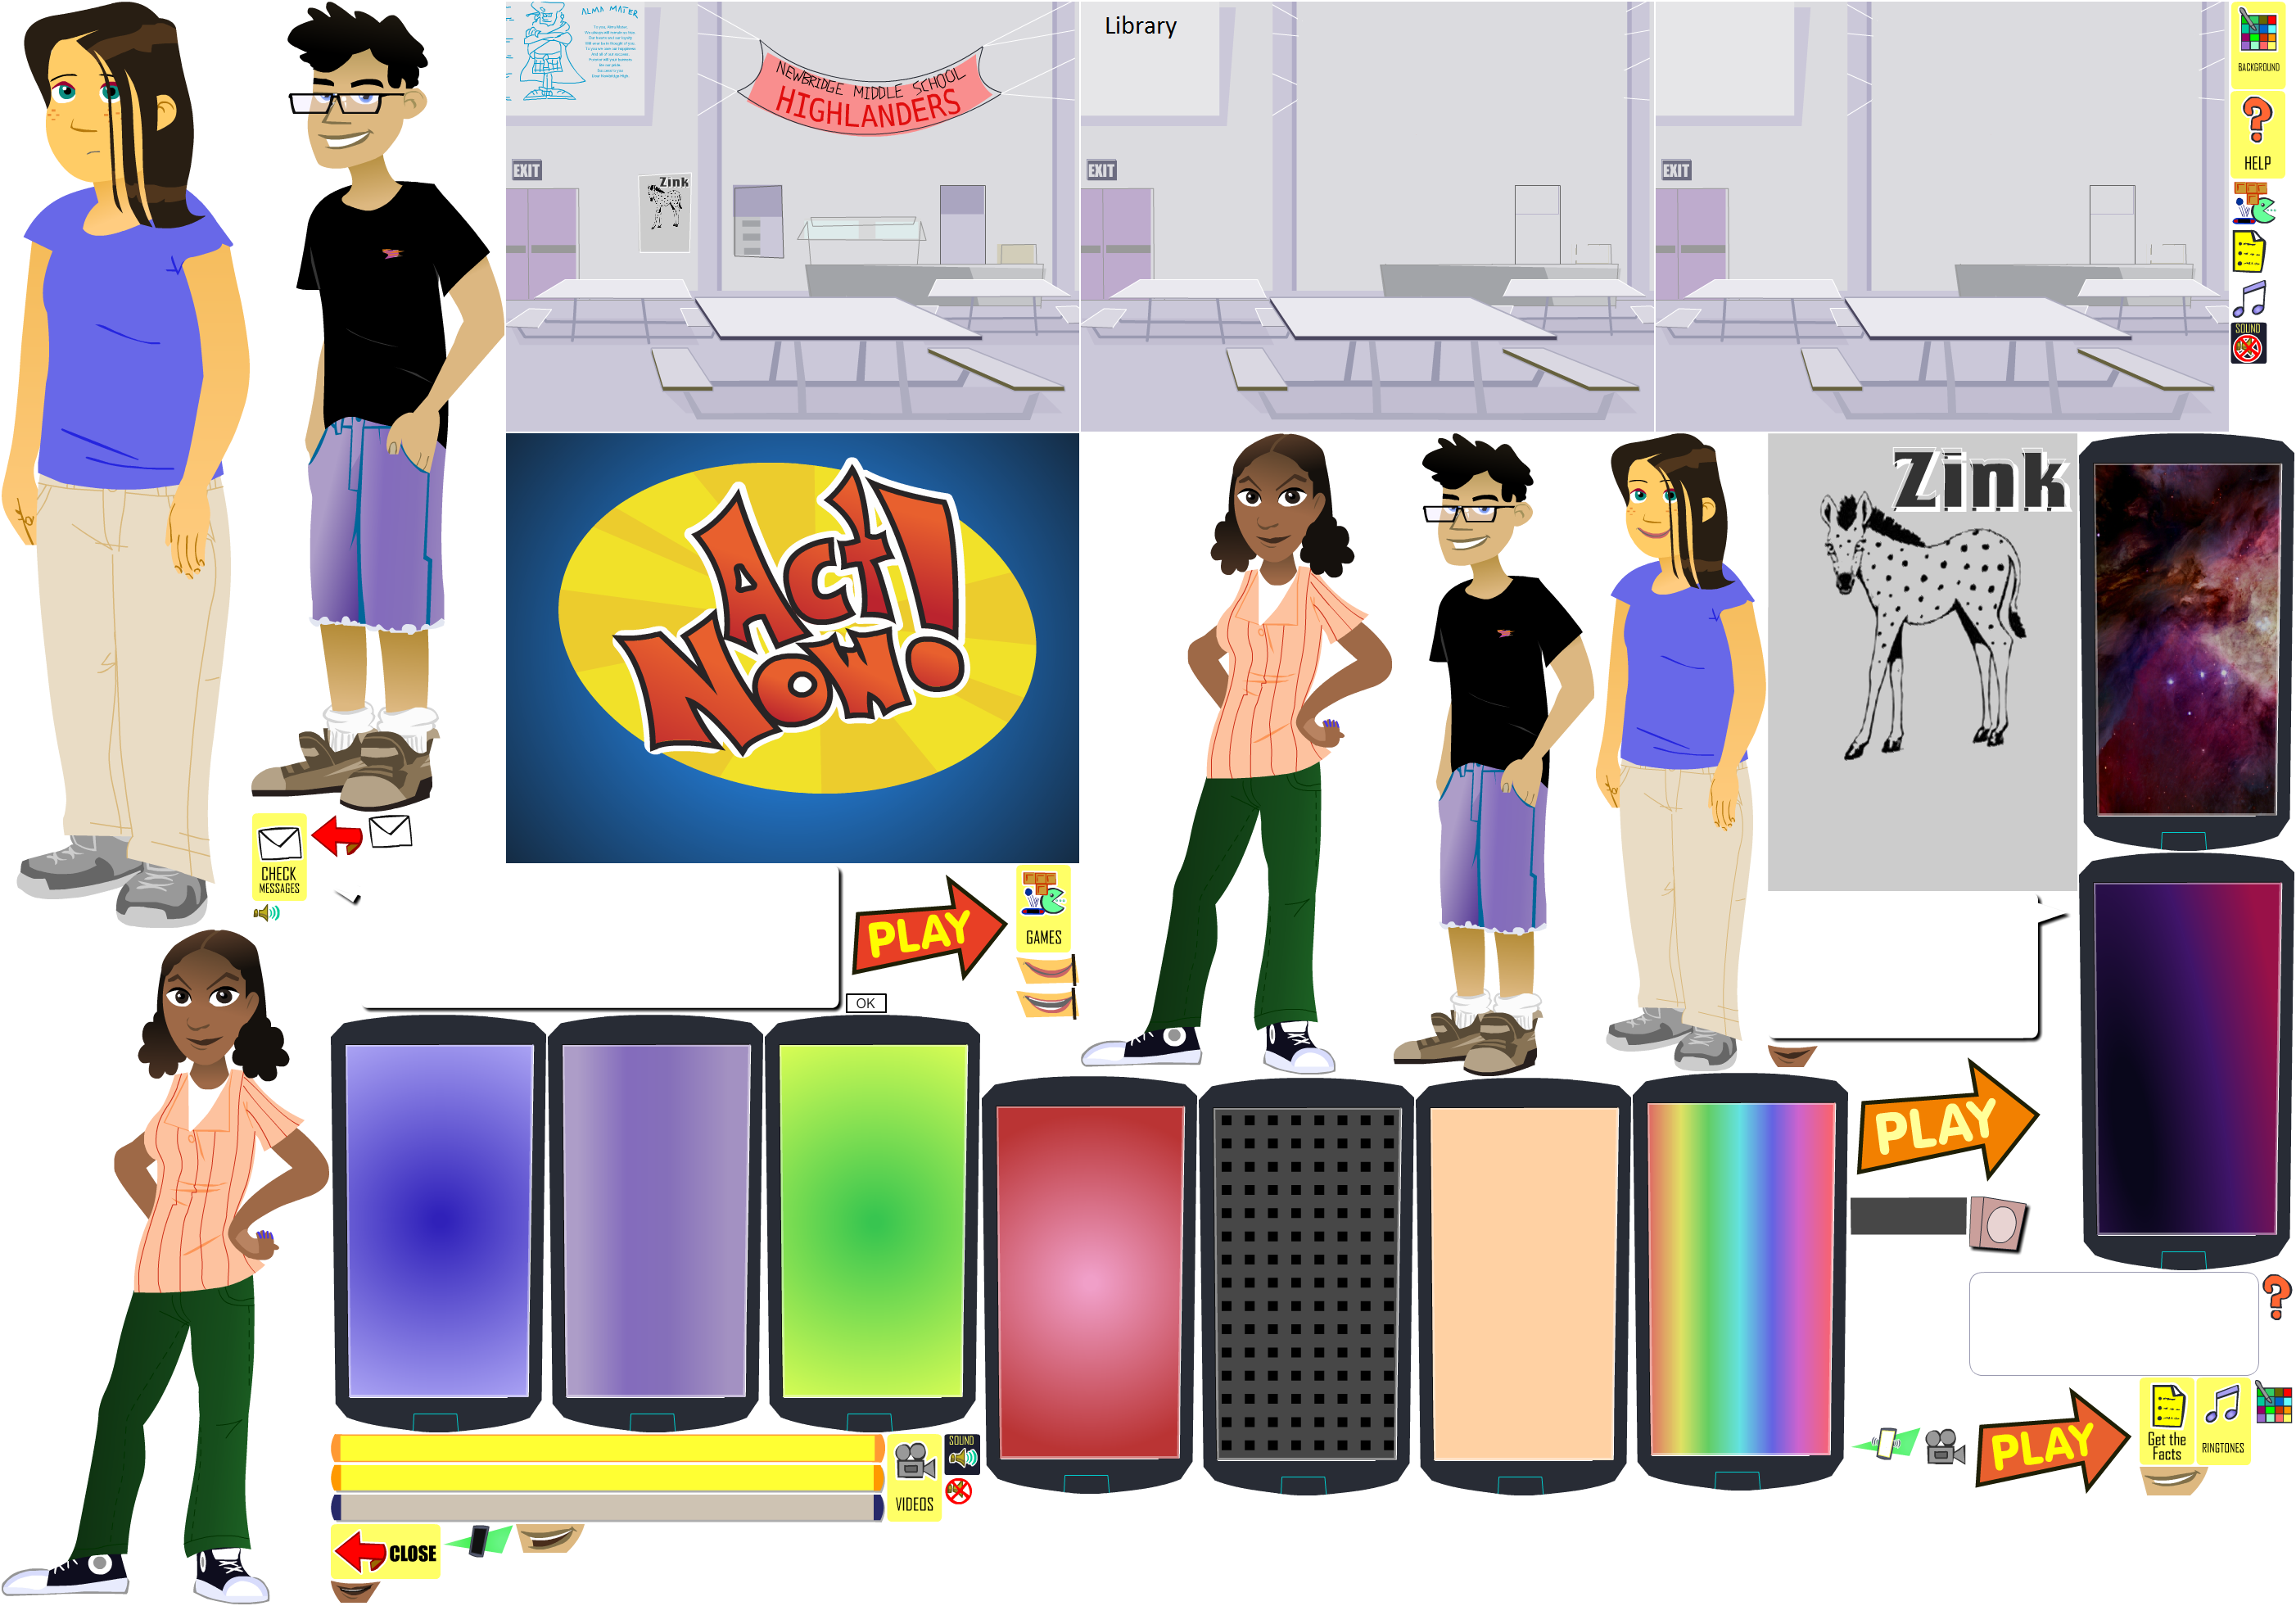 ALMA MATER
NEWBRIDGE MIDDLE SCHOOL
HIGHLANDERS
EXIT
Zink
Library
EXIT
EXIT
BACKGROUND
?
HELP
SOUND
Act!
Now!
Zink
CHECK
MESSAGES
PLAY
GAMES
OK
PLAY
?
PLAY
Get the
Facts
RINGTONES
SOUND
VIDEOS
CLOSE